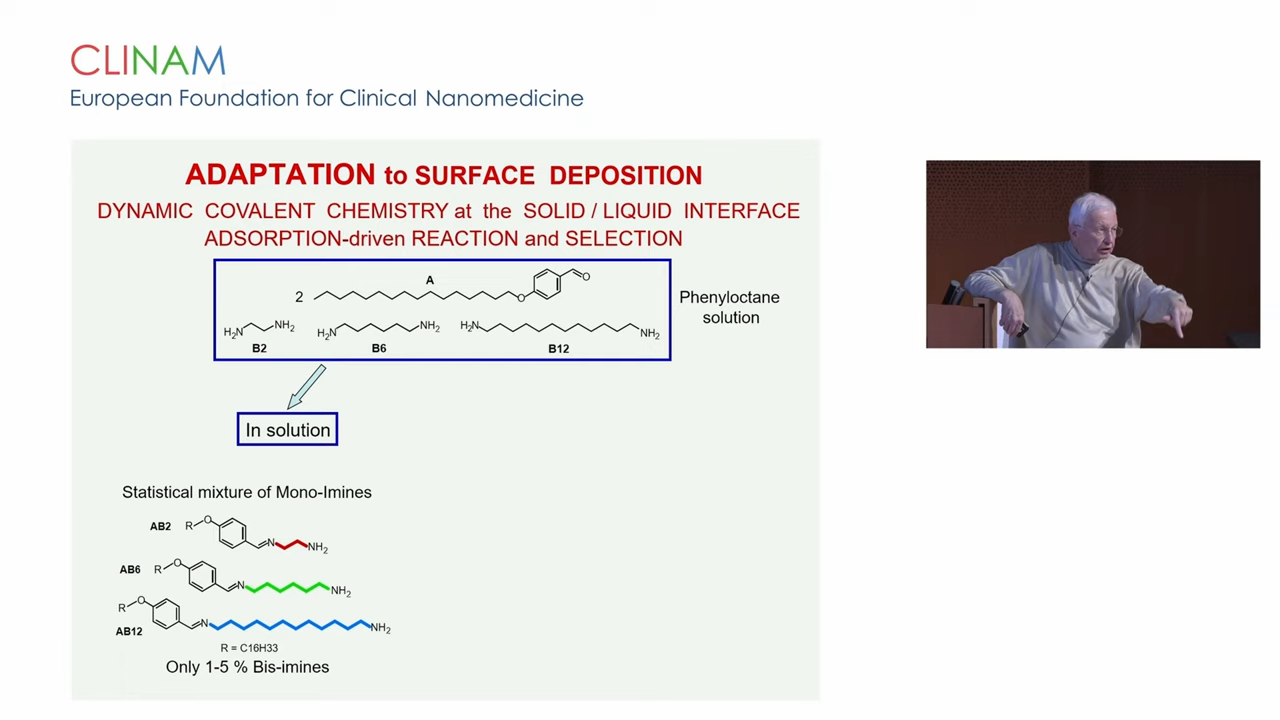 CLINAM
European Foundation for Clinical Nanomedicine
ADAPTATION to SURFACE DEPOSITION
DYNAMIC COVALENT CHEMISTRY at the SOLID / LIQUID INTERFACE
ADSORPTION-driven REACTION and SELECTION
A
2
O
O
Phenyloctane
solution
H2N
NH2
H2N
NH2
H2N
NH2
B2
B6
B12
In solution
Statistical mixture of Mono-Imines
AB2
R
O
N
NH2
AB6
R
O
N
NH2
AB12
R
O
N
NH2
R = C16H33
Only 1-5 % Bis-imines